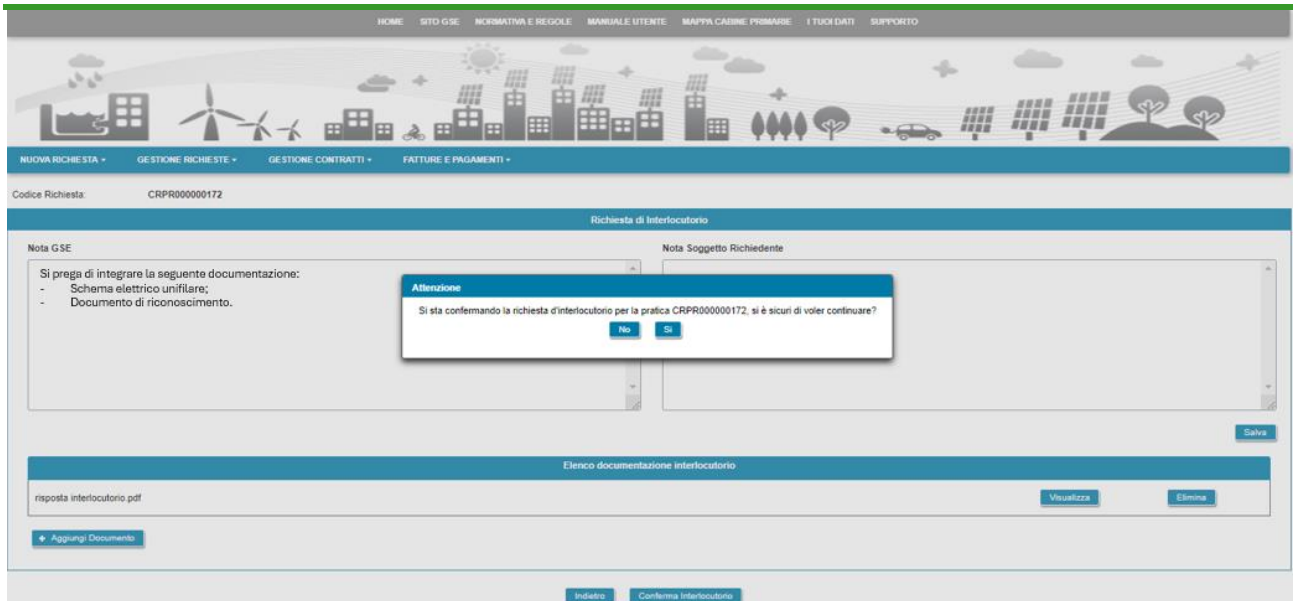 HOME SITO GSE NORMATIVA E REGOLE MANUALE UTENTE MAPPA CABINE PRIMARIE I TUOI DATI SUPPORTO
NUOVA RICHIESTA GESTIONE RICHIESTE GESTIONE CONTRATTI FATTURE E PAGAMENTI
Codice Richiesta: CRPR000000172
Richiesta di Interlocutorio
Nota GSE Nota Soggetto Richiedente
Si prega di integrare la seguente documentazione:
- Schema elettrico unifilare;
- Documento di riconoscimento.
Attenzione
Si sta confermando la richiesta d'interlocutorio per la pratica CRPR000000172, si è sicuri di voler continuare?
No Si
Salva
Elenco documentazione interlocutorio
risposta interlocutorio.pdf Visualizza Elimina
+ Aggiungi Documento
Indietro Conferma Interlocutorio